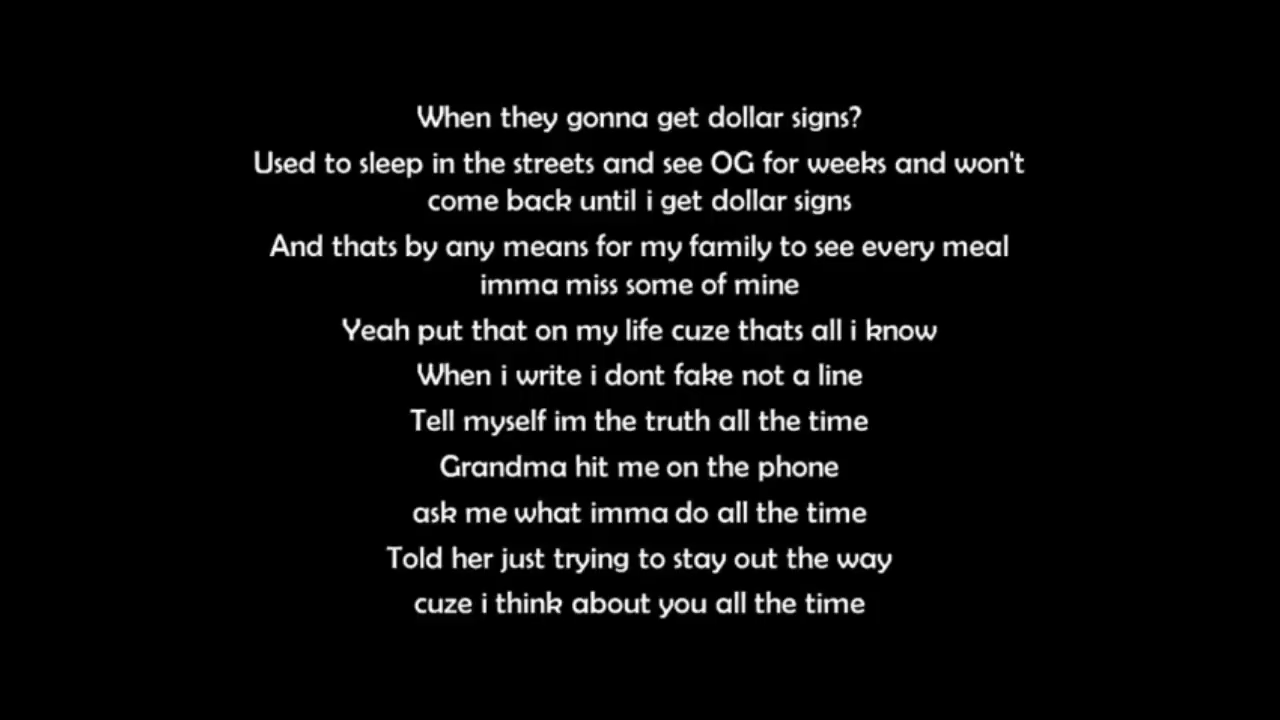 When they gonna get dollar signs?
Used to sleep in the streets and see OG for weeks and won't
come back until i get dollar signs
And thats by any means for my family to see every meal
imma miss some of mine
Yeah put that on my life cuze thats all i know
When i write i dont fake not a line
Tell myself im the truth all the time
Grandma hit me on the phone
ask me what imma do all the time
Told her just trying to stay out the way
cuze i think about you all the time